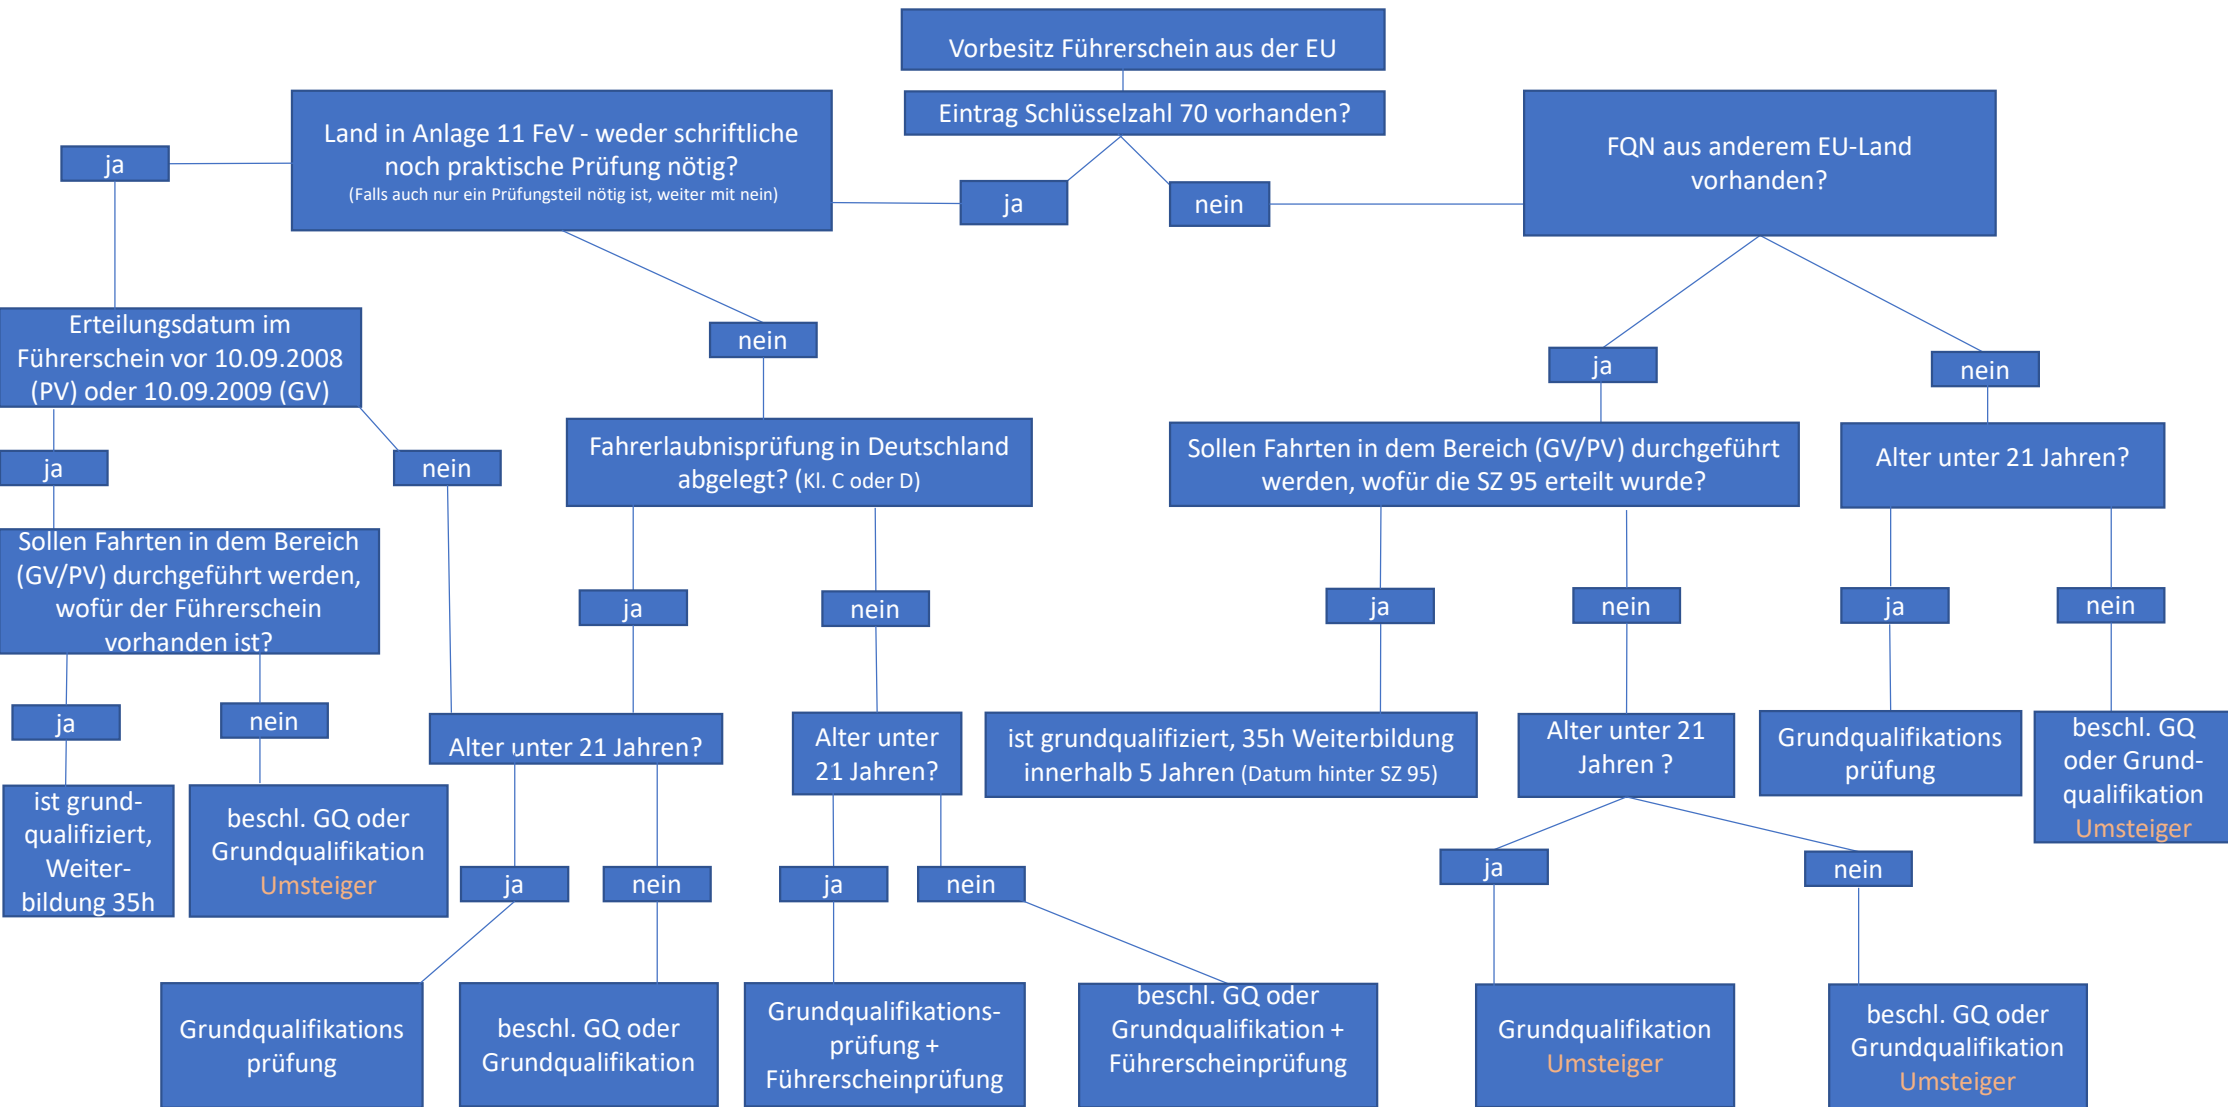 Vorbesitz Führerschein aus der EU
Eintrag Schlüsselzahl 70 vorhanden?
Land in Anlage 11 FeV - weder schriftliche
noch praktische Prüfung nötig?
(Falls auch nur ein Prüfungsteil nötig ist, weiter mit nein)
FQN aus anderem EU-Land
vorhanden?
ja
ja
nein
Erteilungsdatum im
Führerschein vor 10.09.2008
(PV) oder 10.09.2009 (GV)
nein
ja
nein
Fahrerlaubnisprüfung in Deutschland
abgelegt? (Kl. C oder D)
Sollen Fahrten in dem Bereich (GV/PV) durchgeführt
werden, wofür die SZ 95 erteilt wurde?
Alter unter 21 Jahren?
ja
nein
Sollen Fahrten in dem Bereich
(GV/PV) durchgeführt werden,
wofür der Führerschein
vorhanden ist?
ja
nein
ja
nein
ja
nein
ja
nein
Alter unter 21 Jahren?
Alter unter
21 Jahren?
ist grundqualifiziert, 35h Weiterbildung
innerhalb 5 Jahren (Datum hinter SZ 95)
Alter unter 21
Jahren ?
Grundqualifikations
prüfung
beschl. GQ
oder Grund-
qualifikation
Umsteiger
ist grund-
qualifiziert,
Weiter-
bildung 35h
beschl. GQ oder
Grundqualifikation
Umsteiger
ja
nein
ja
nein
ja
nein
Grundqualifikations
prüfung
beschl. GQ oder
Grundqualifikation
Grundqualifikations-
prüfung +
Führerscheinprüfung
beschl. GQ oder
Grundqualifikation +
Führerscheinprüfung
Grundqualifikation
Umsteiger
beschl. GQ oder
Grundqualifikation
Umsteiger